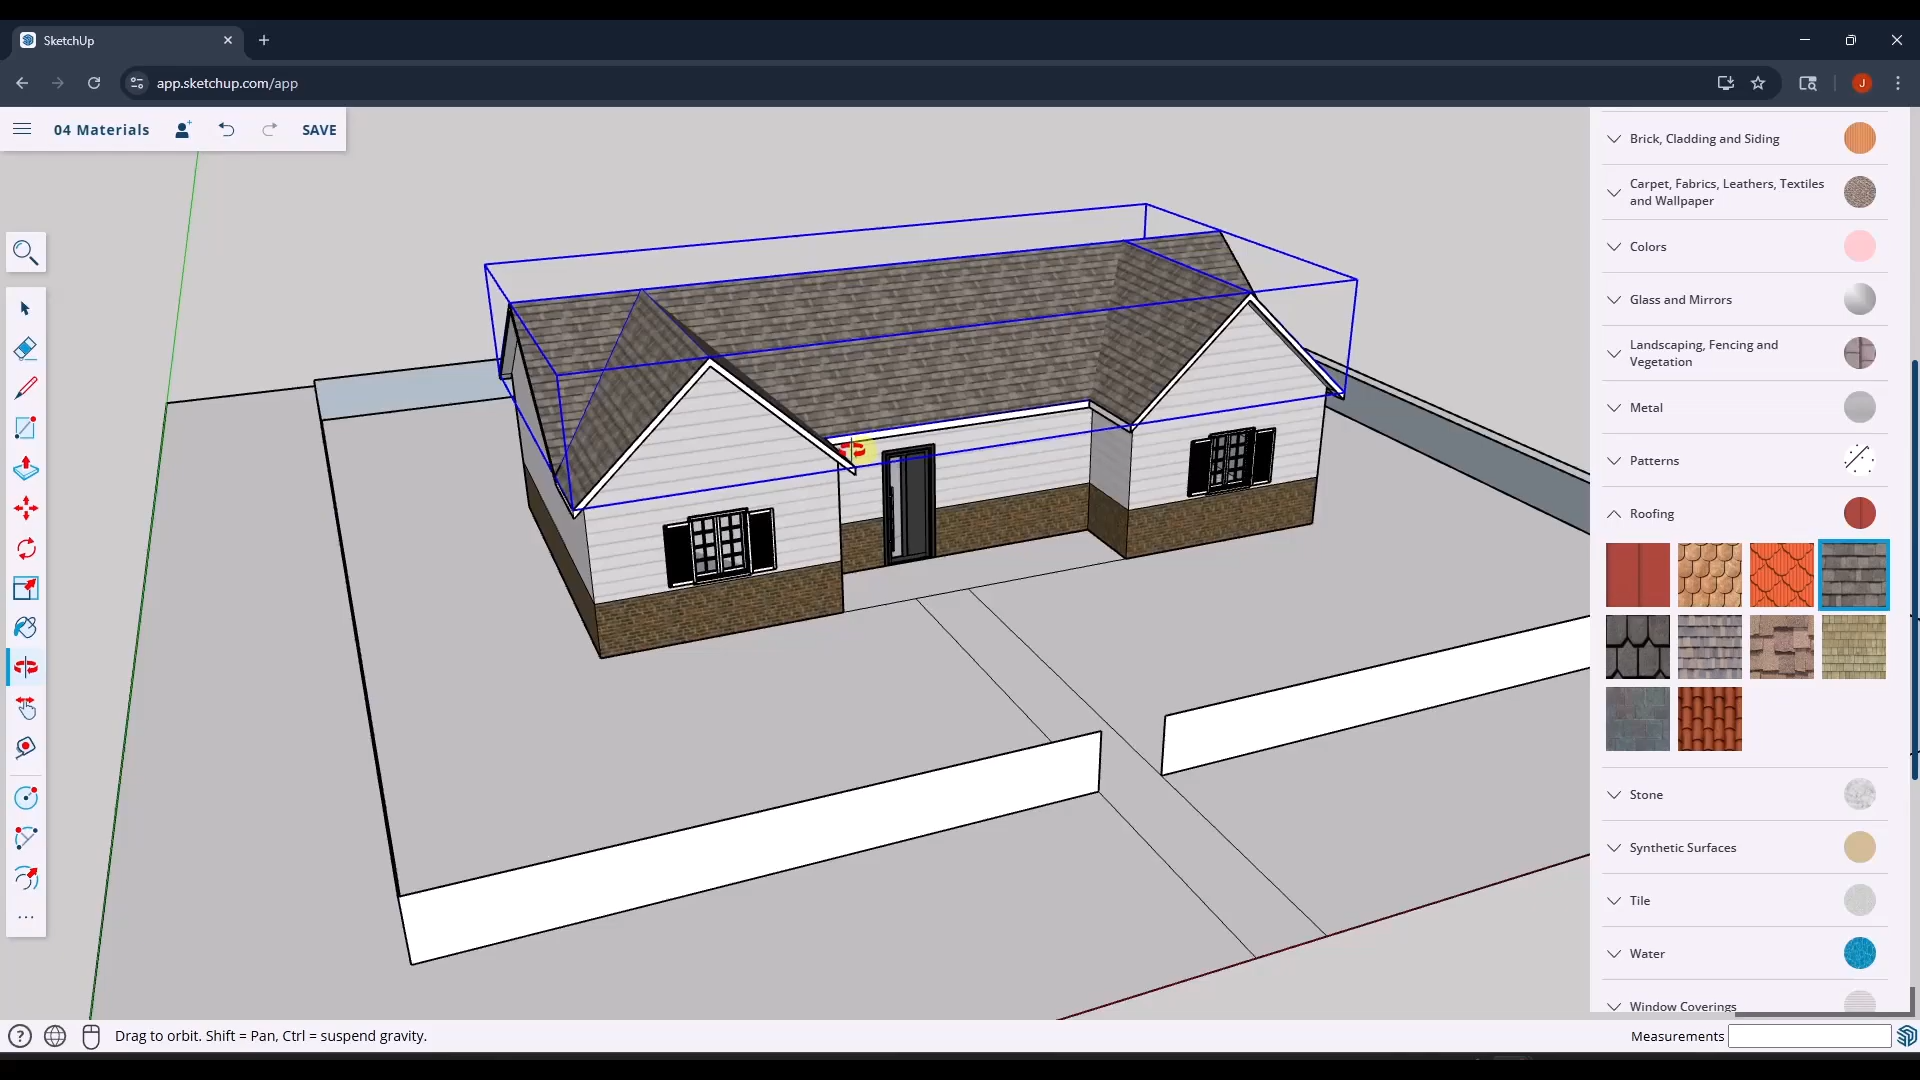 SketchUp
app.sketchup.com/app
J
04 Materials
SAVE
Brick, Cladding and Siding
Carpet, Fabrics, Leathers, Textiles
and Wallpaper
Colors
Glass and Mirrors
Landscaping, Fencing and
Vegetation
Metal
Patterns
Roofing
Stone
Synthetic Surfaces
Tile
Water
Window Coverings
Drag to orbit. Shift = Pan, Ctrl = suspend gravity.
Measurements